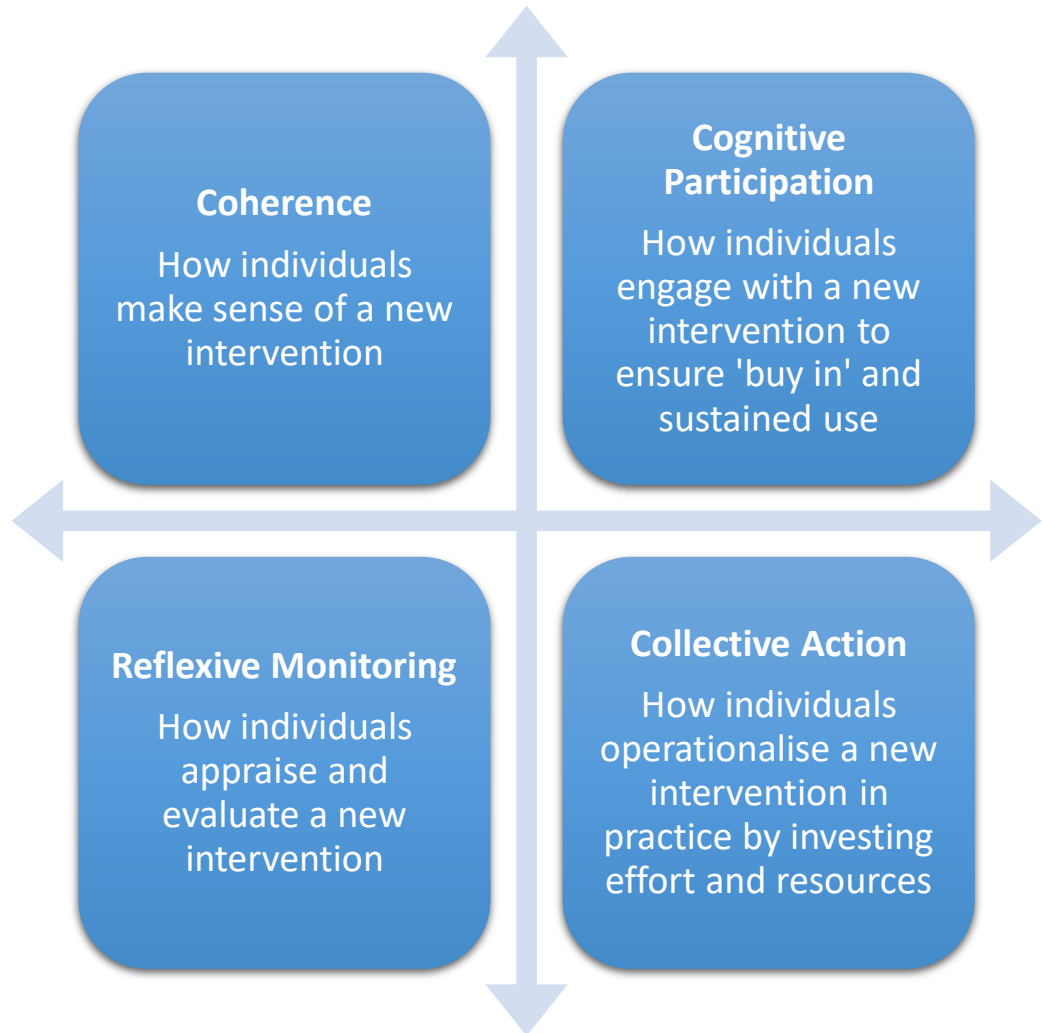 Coherence
How individuals
make sense of a new
intervention
Cognitive
Participation
How individuals
engage with a new
intervention to
ensure 'buy in' and
sustained use
Reflexive Monitoring
How individuals
appraise and
evaluate a new
intervention
Collective Action
How individuals
operationalise a new
intervention in
practice by investing
effort and resources